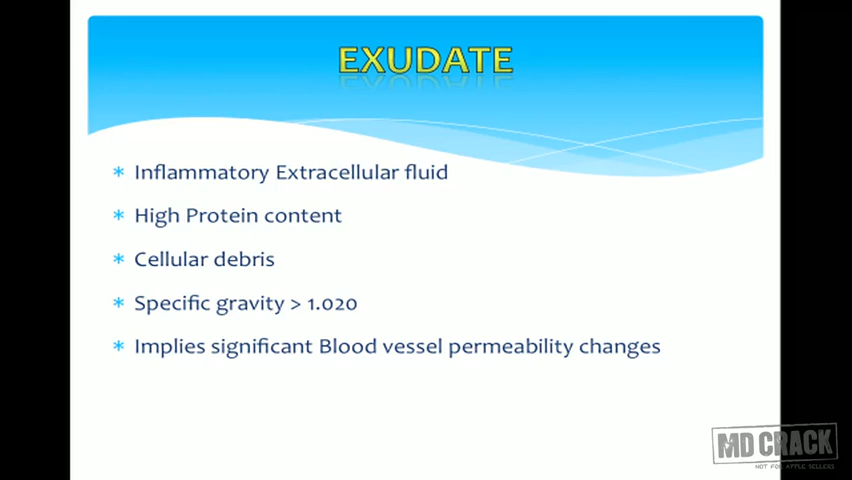 EXUDATE
* Inflammatory Extracellular fluid
* High Protein content
* Cellular debris
* Specific gravity > 1.020
* Implies significant Blood vessel permeability changes
MD CRACK
NOT FOR APPLE SELLERS